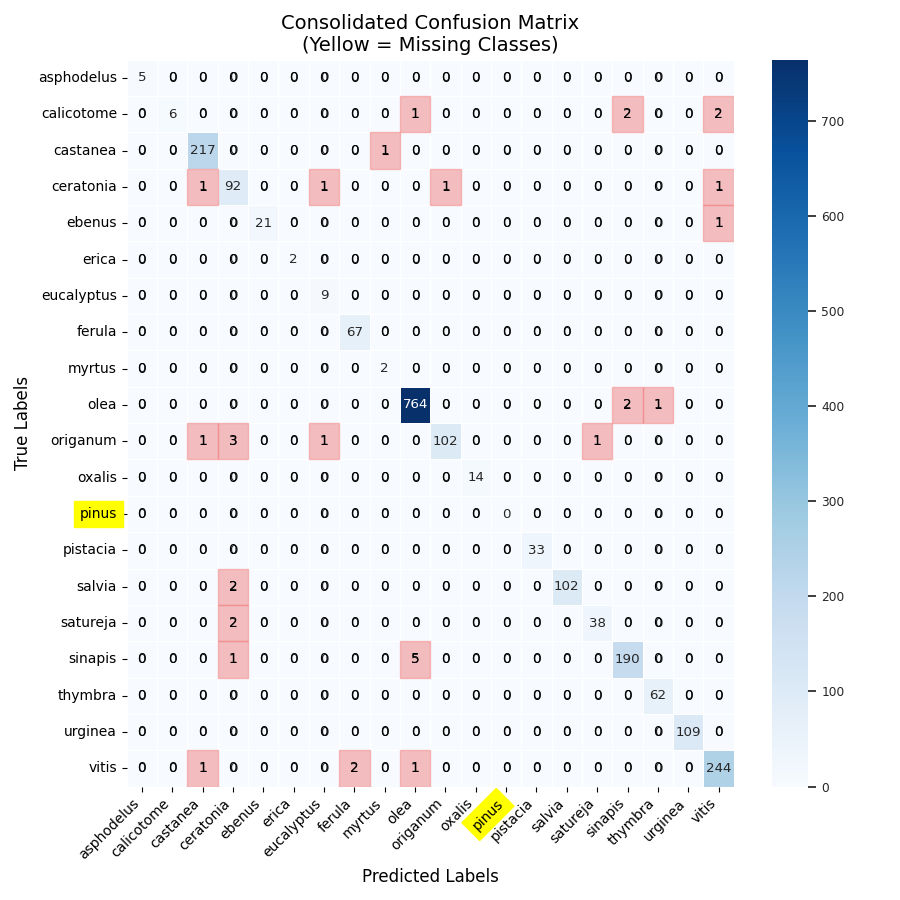 Consolidated Confusion Matrix
(Yellow = Missing Classes)
True Labels
asphodelus 5 0 0 0 0 0 0 0 0 0 0 0 0 0 0 0 0 0 0 0
calicotome 0 6 0 0 0 0 0 0 0 1 0 0 0 0 0 0 2 0 0 2
castanea 0 0 217 0 0 0 0 0 1 0 0 0 0 0 0 0 0 0 0 0
ceratonia 0 0 1 92 0 0 1 0 0 0 1 0 0 0 0 0 0 0 0 1
ebenus 0 0 0 0 21 0 0 0 0 0 0 0 0 0 0 0 0 0 0 1
erica 0 0 0 0 0 2 0 0 0 0 0 0 0 0 0 0 0 0 0 0
eucalyptus 0 0 0 0 0 0 9 0 0 0 0 0 0 0 0 0 0 0 0 0
ferula 0 0 0 0 0 0 0 67 0 0 0 0 0 0 0 0 0 0 0 0
myrtus 0 0 0 0 0 0 0 0 2 0 0 0 0 0 0 0 0 0 0 0
olea 0 0 0 0 0 0 0 0 0 764 0 0 0 0 0 0 2 1 0 0
origanum 0 0 1 3 0 0 1 0 0 0 102 0 0 0 0 1 0 0 0 0
oxalis 0 0 0 0 0 0 0 0 0 0 0 14 0 0 0 0 0 0 0 0
pinus 0 0 0 0 0 0 0 0 0 0 0 0 0 0 0 0 0 0 0 0
pistacia 0 0 0 0 0 0 0 0 0 0 0 0 0 33 0 0 0 0 0 0
salvia 0 0 0 2 0 0 0 0 0 0 0 0 0 0 102 0 0 0 0 0
satureja 0 0 0 2 0 0 0 0 0 0 0 0 0 0 0 38 0 0 0 0
sinapis 0 0 0 1 0 0 0 0 0 5 0 0 0 0 0 0 190 0 0 0
thymbra 0 0 0 0 0 0 0 0 0 0 0 0 0 0 0 0 0 62 0 0
urginea 0 0 0 0 0 0 0 0 0 0 0 0 0 0 0 0 0 0 109 0
vitis 0 0 1 0 0 0 0 2 0 1 0 0 0 0 0 0 0 0 0 244
asphodelus calicotome castanea ceratonia ebenus erica eucalyptus ferula myrtus olea origanum oxalis pinus pistacia salvia satureja sinapis thymbra urginea vitis
Predicted Labels
700
600
500
400
300
200
100
0